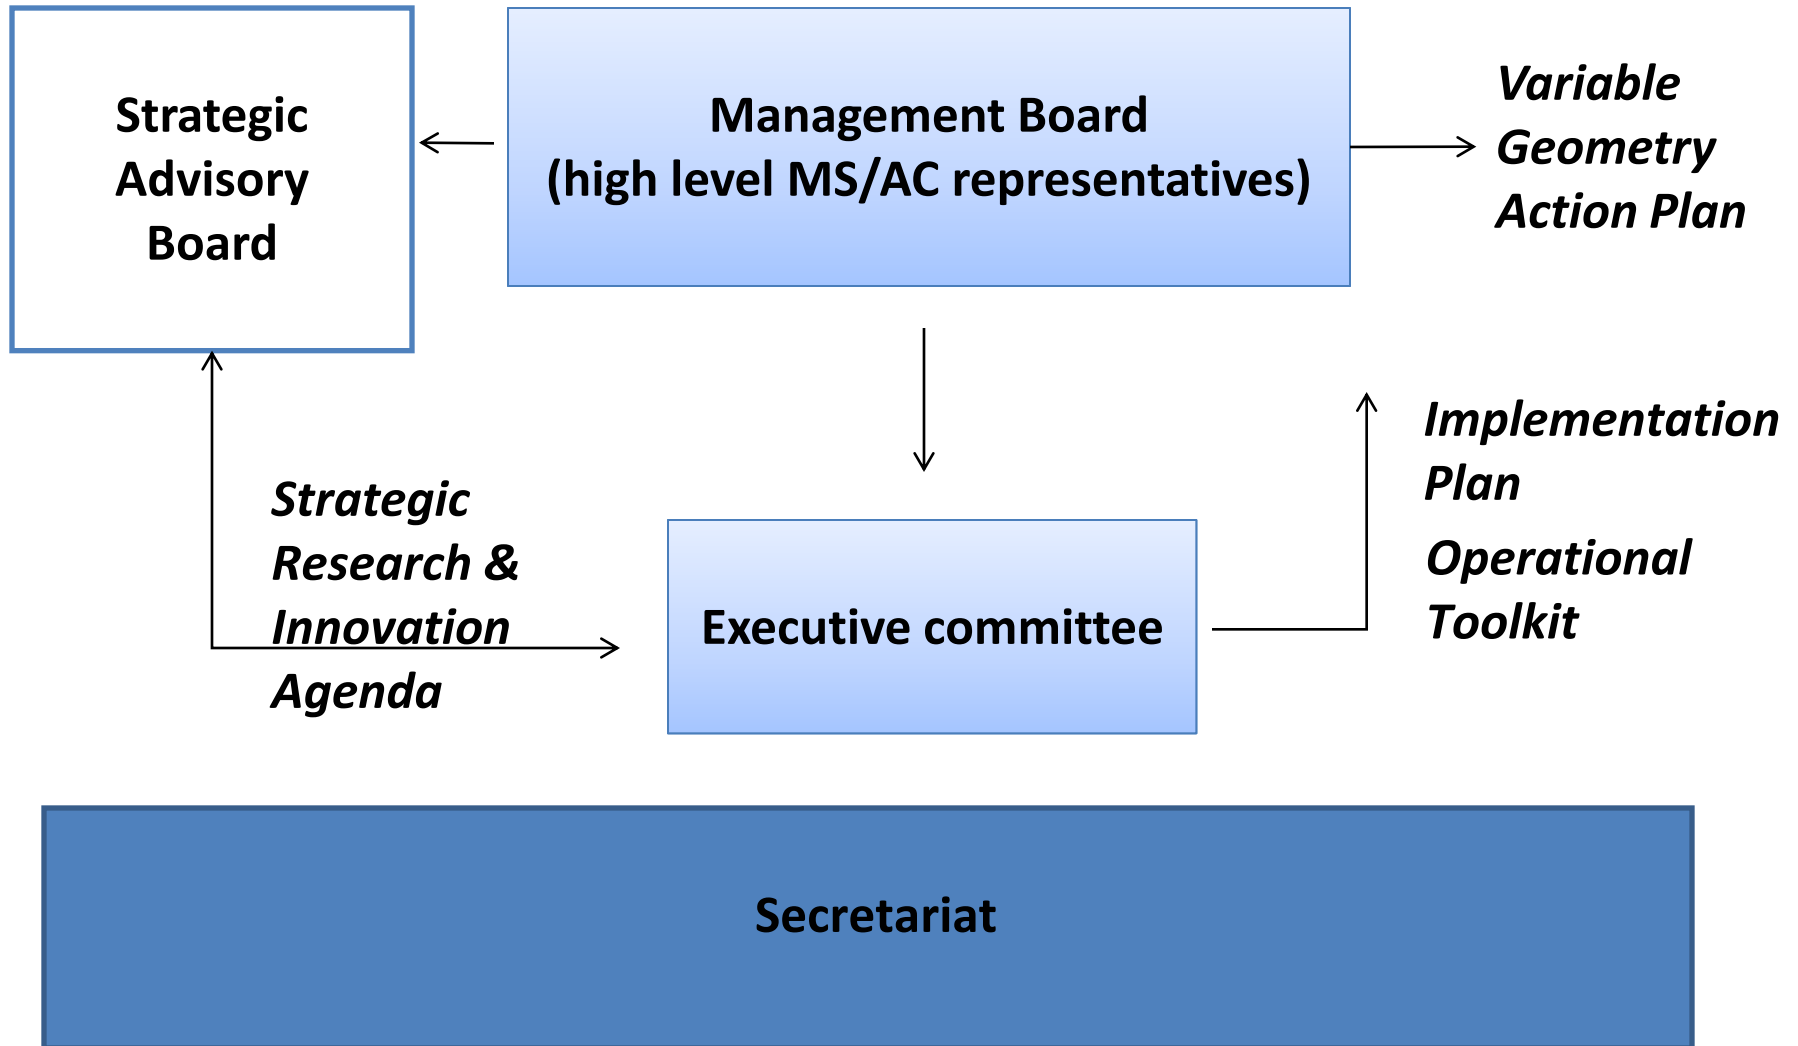 Strategic
Advisory
Board
Management Board
(high level MS/AC representatives)
Variable
Geometry
Action Plan
Strategic
Research &
Innovation
Agenda
Executive committee
Implementation
Plan
Operational
Toolkit
Secretariat